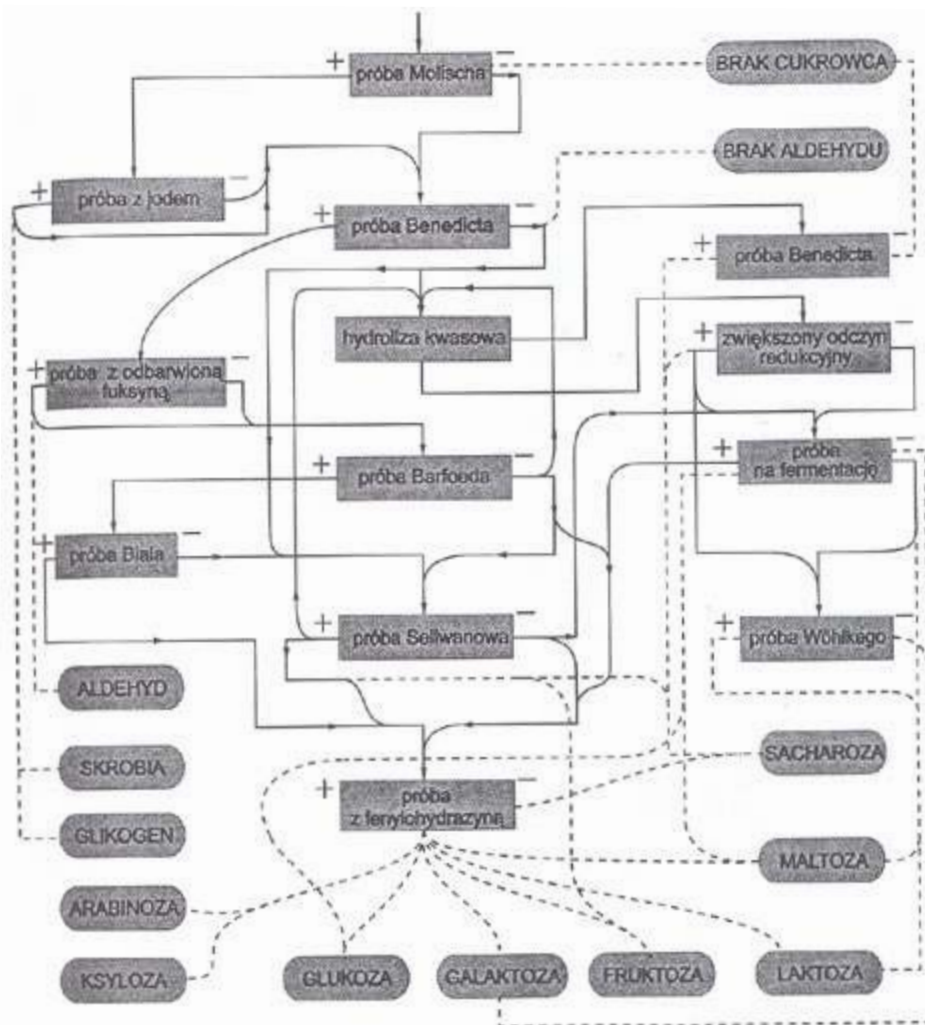 + −
próba Molischa
BRAK CUKROWCA
BRAK ALDEHYDU
+ −
próba z jodem
+ −
próba Benedicta
+ −
próba Benedicta
hydroliza kwasowa
+ −
zwiększony odczyn
redukcyjny
+ −
próba z odbarwioną
fuksyną
+ −
próba
na fermentację
+ −
próba Barfoeda
+ −
próba Biala
+ −
próba Seliwanowa
+ −
próba Wöhlkego
ALDEHYD
SKROBIA
SACHAROZA
+ −
próba
z fenylohydrazyną
GLIKOGEN
MALTOZA
ARABINOZA
KSYLOZA
GLUKOZA
GALAKTOZA
FRUKTOZA
LAKTOZA